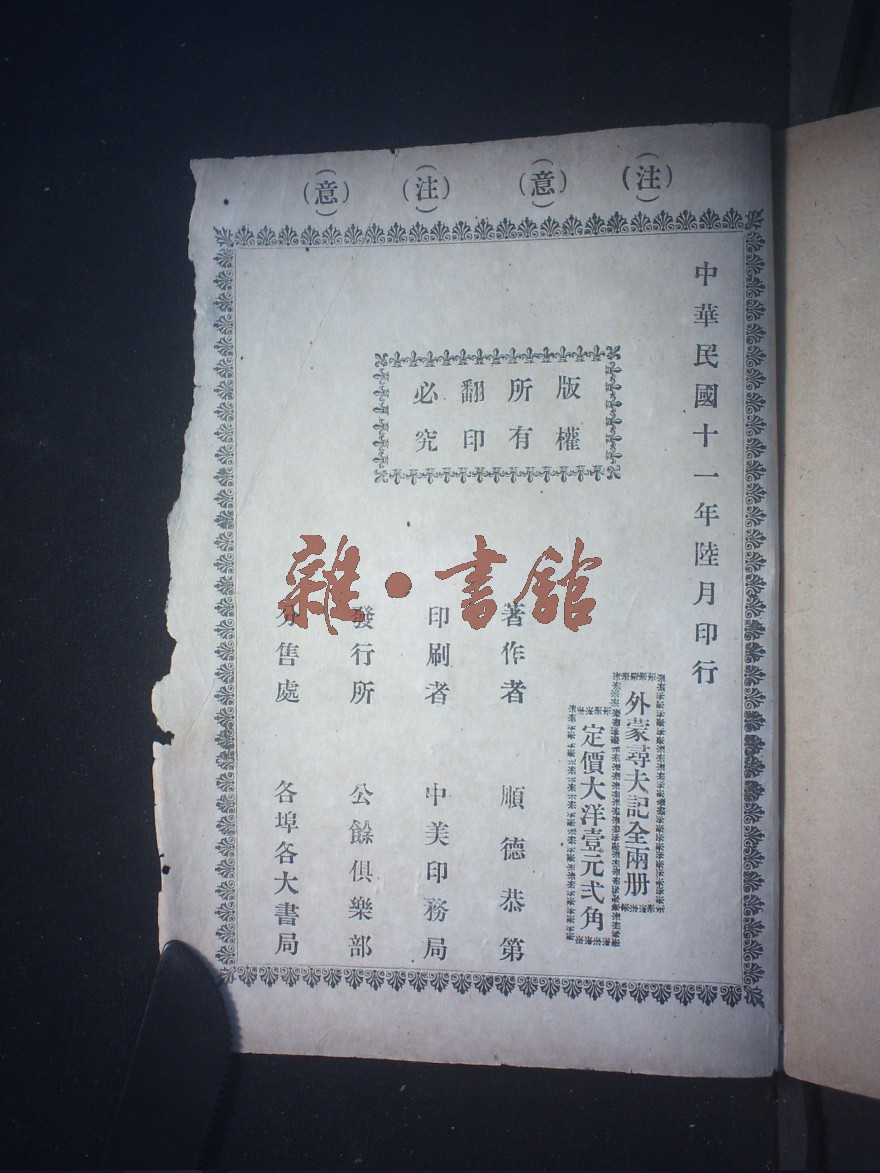 (注) (意) (注) (意)
中華民國十一年陸月印行
版權
所有
翻印
必究
外蒙尋夫記全兩册
定價大洋壹元弍角
著作者 順德恭第
印刷者 中美印務局
發行所 公餘俱樂部
分售處 各埠各大書局
雜·書館